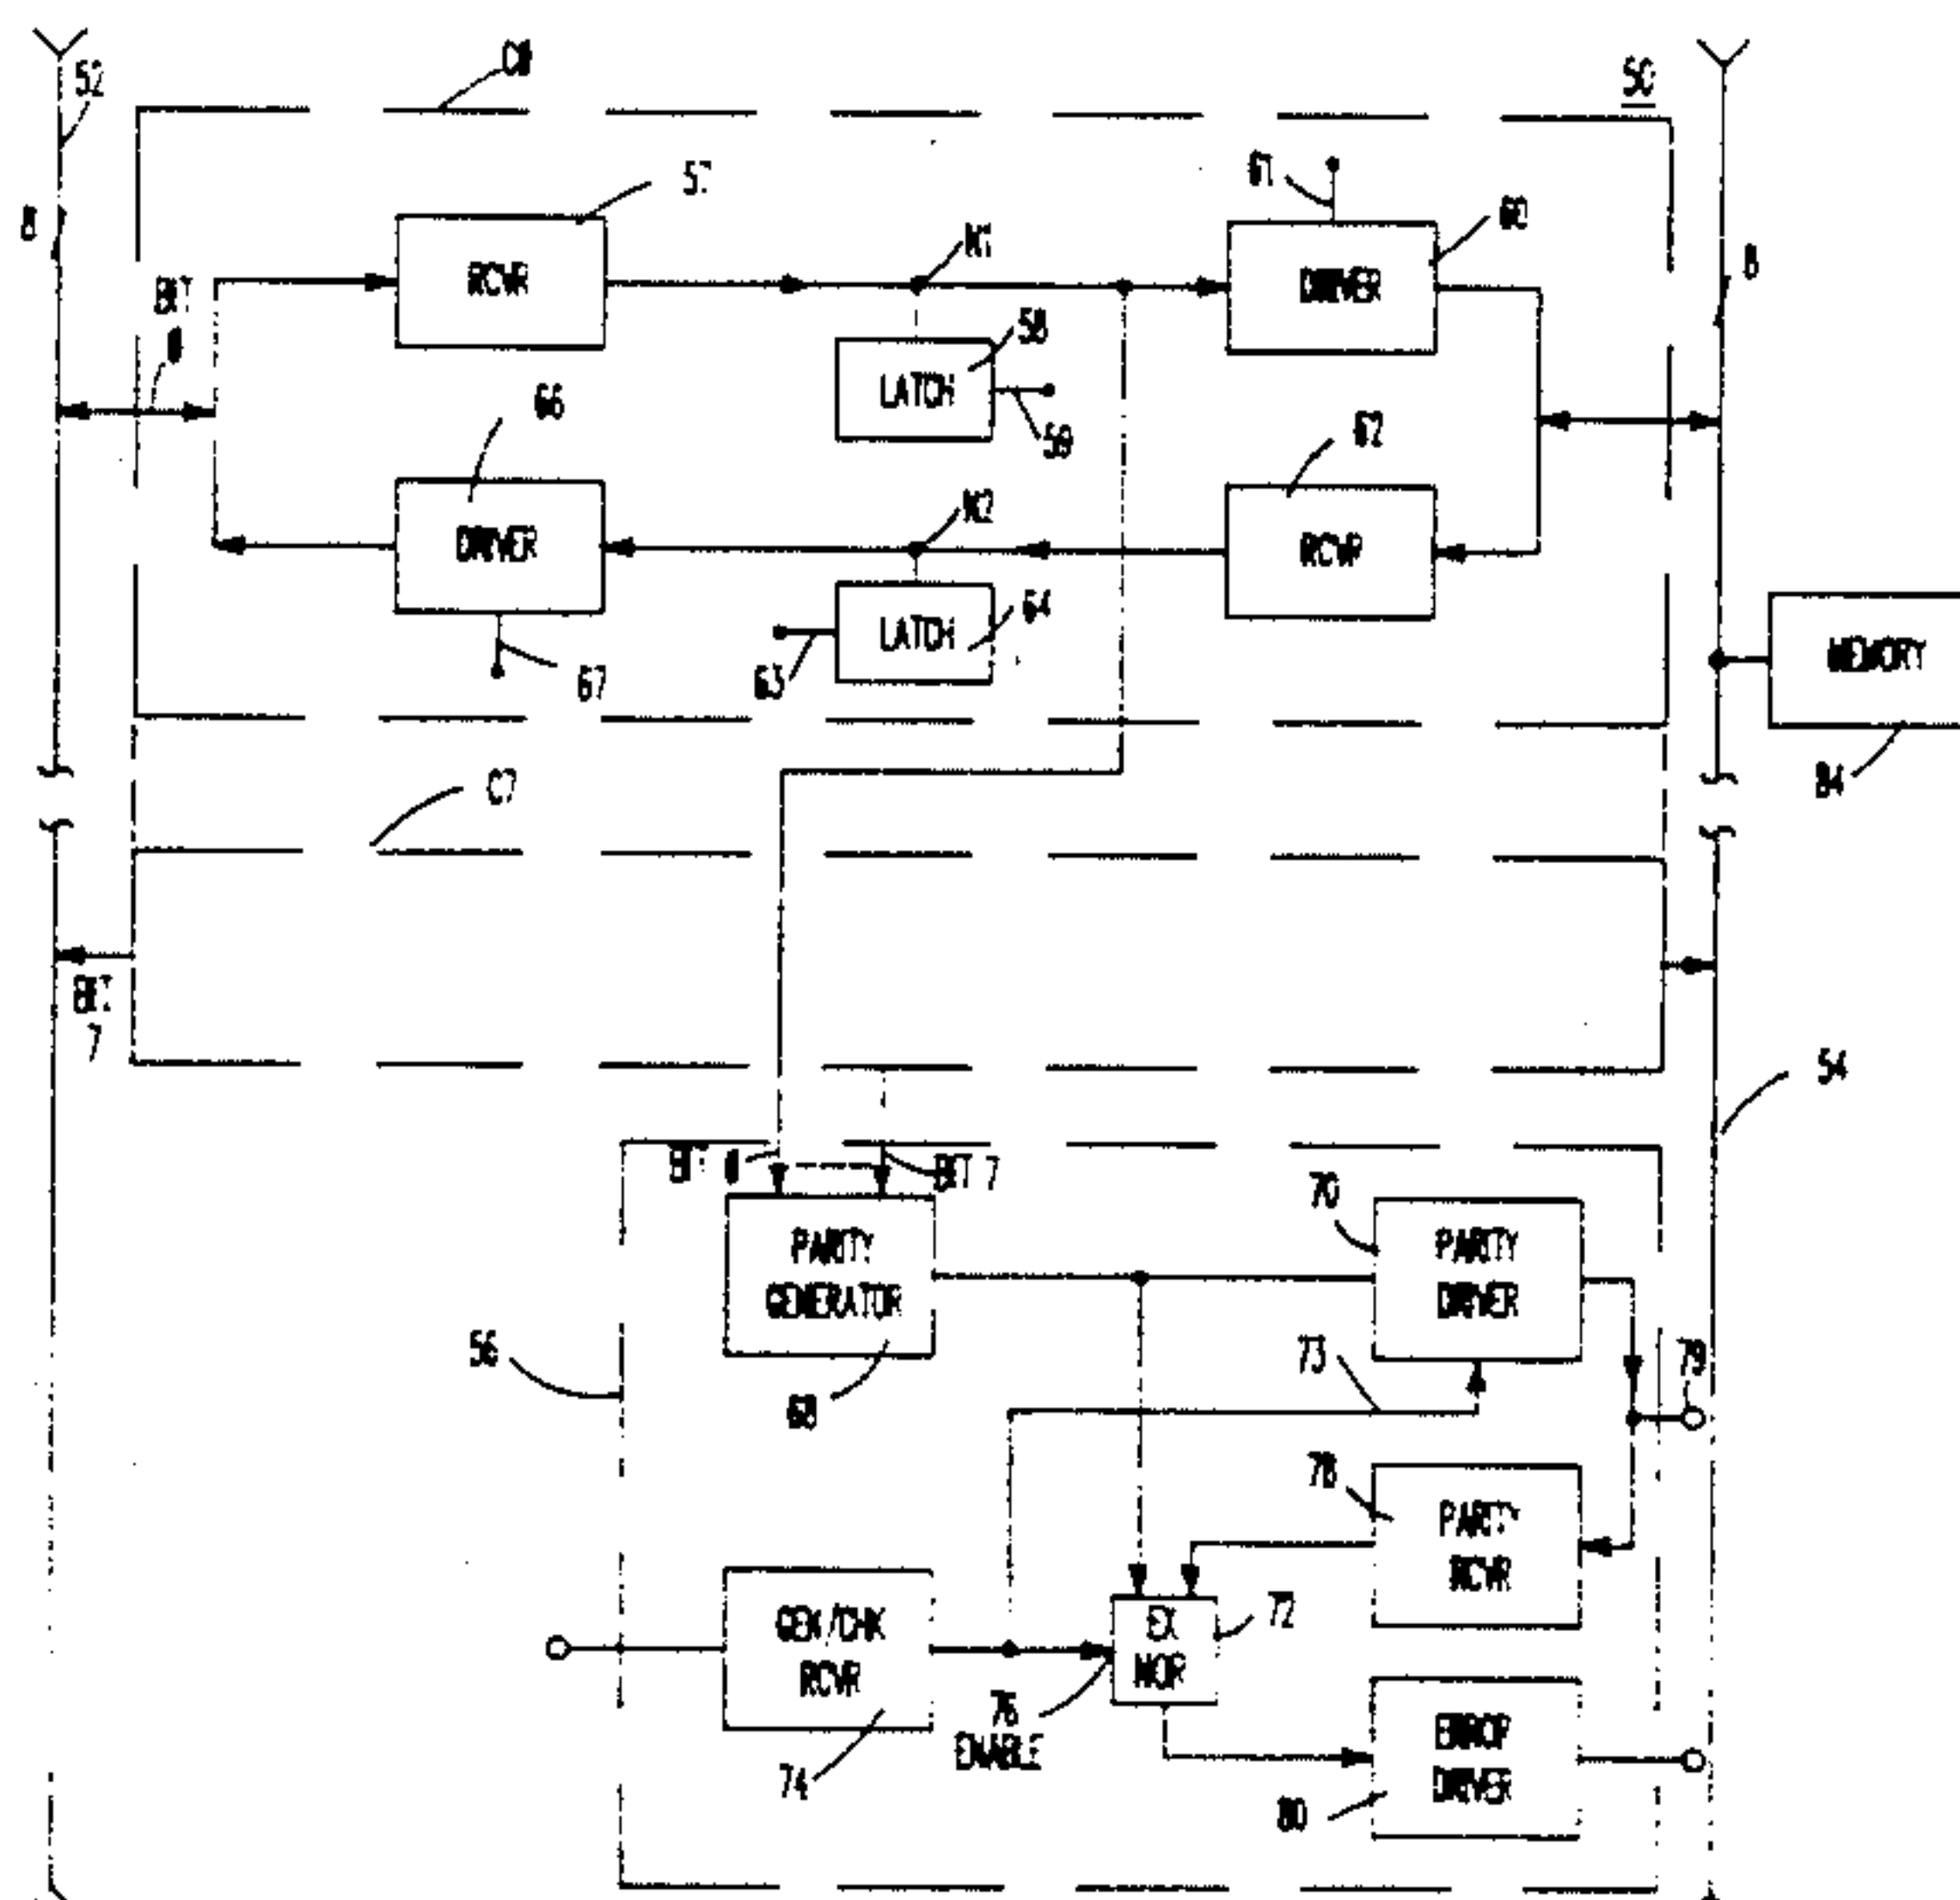 52
C0
50
57
61
60
8
RCVR
N1
DRIVER
8
BIT
0
58
LATCH
59
66
62
N2
DRIVER
RCVR
64
LATCH
63
67
MEMORY
84
C7
BIT
7
54
BIT 0
BIT 7
70
PARITY
GENERATOR
PARITY
DRIVER
56
68
73
79
78
PARITY
RCVR
GEN/CHK
RCVR
EX
NOR
72
76
ENABLE
74
ERROR
DRIVER
80